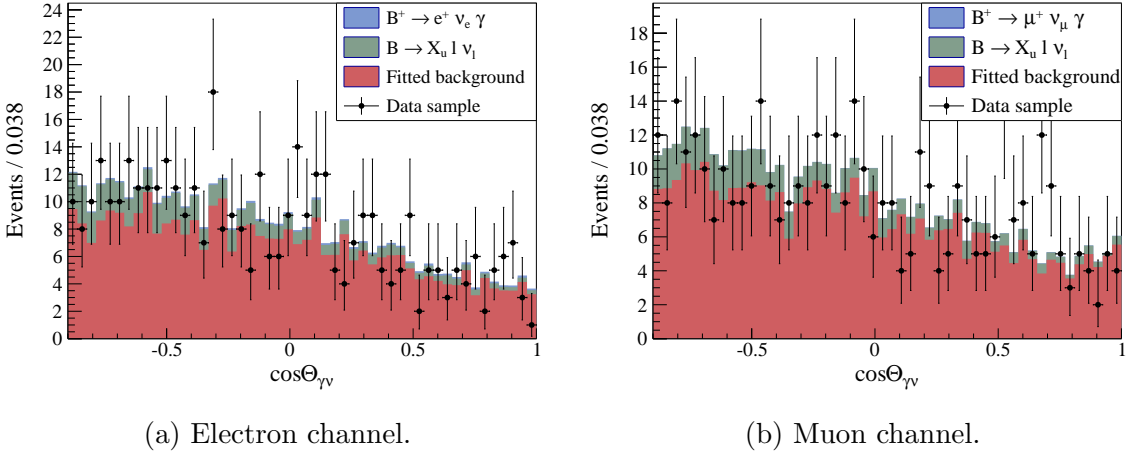 24
22
20
18
16
14
12
10
8
6
4
2
0
Events / 0.038
B⁺ → e⁺ νₑ γ
B → Xᵤ l νₗ
Fitted background
Data sample
-0.5 0 0.5 1
cosΘγν
(a) Electron channel.
18
16
14
12
10
8
6
4
2
0
Events / 0.038
B⁺ → μ⁺ ν_μ γ
B → Xᵤ l νₗ
Fitted background
Data sample
-0.5 0 0.5 1
cosΘγν
(b) Muon channel.